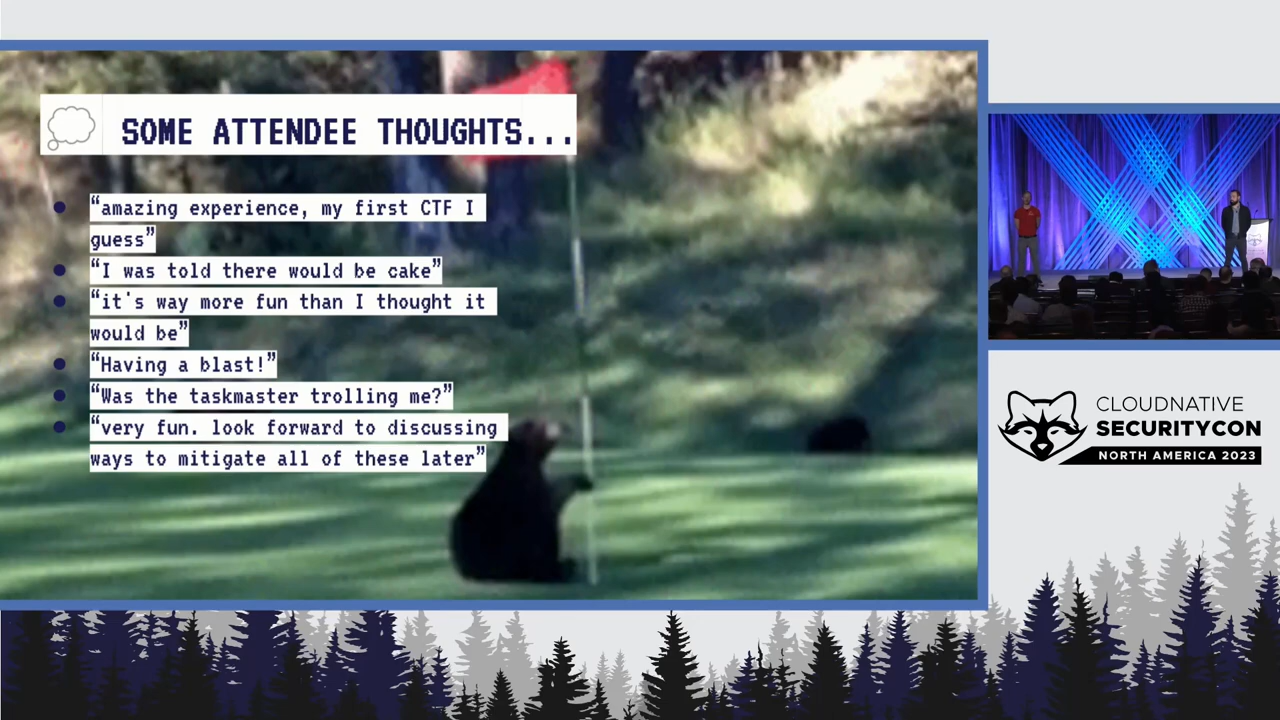 SOME ATTENDEE THOUGHTS...
“amazing experience, my first CTF I
guess”
“I was told there would be cake”
“it's way more fun than I thought it
would be”
“Having a blast!”
“Was the taskmaster trolling me?”
“very fun. look forward to discussing
ways to mitigate all of these later”
CLOUDNATIVE
SECURITYCON
NORTH AMERICA 2023